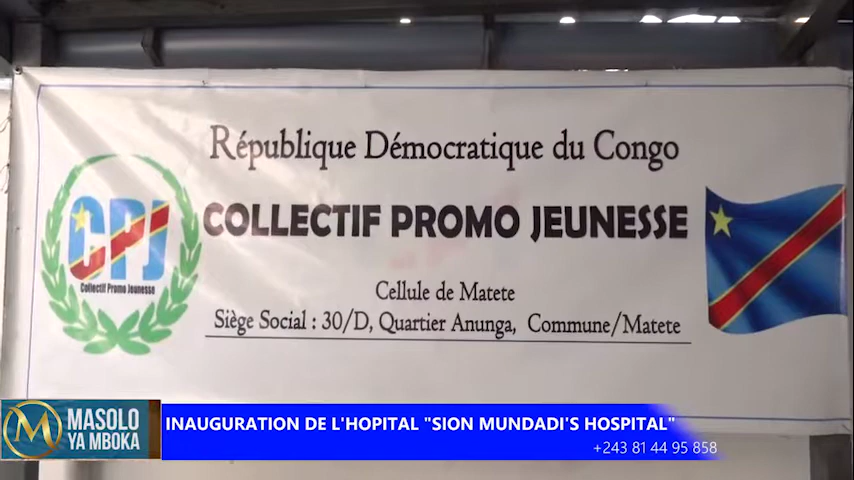 République Démocratique du Congo
CPJ
Collectif Promo Jeunesse
COLLECTIF PROMO JEUNESSE
Cellule de Matete
Siège Social : 30/D, Quartier Anunga, Commune/Matete
M
MASOLO
YA MBOKA
INAUGURATION DE L'HOPITAL "SION MUNDADI'S HOSPITAL"
+243 81 44 95 858